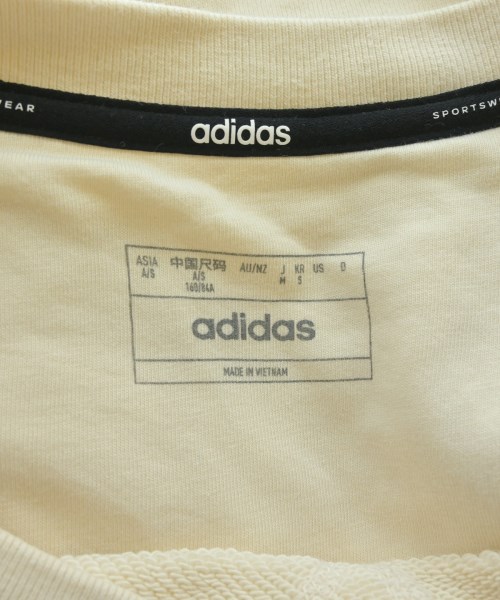 WEAR adidas SPORTSW
ASIA 中国尺码 AU/NZ J KR US D
A/S A/S M S
160/84A
adidas
MADE IN VIETNAM